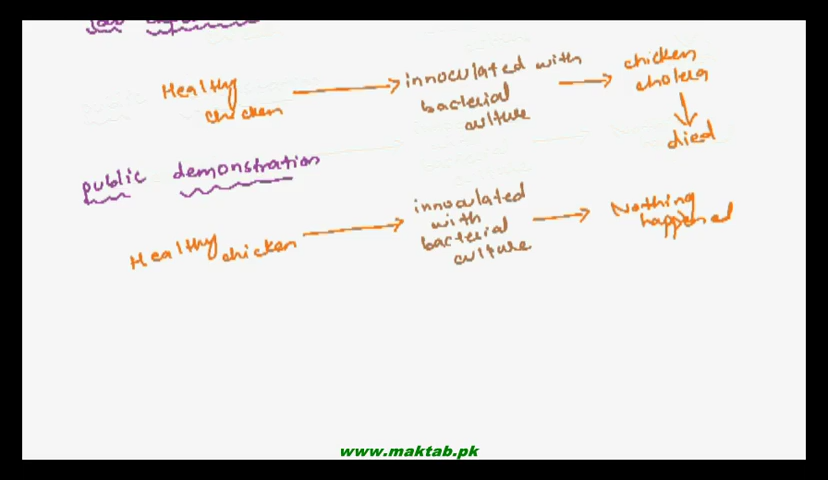 Healthy
chicken
innoculated with
bacterial
culture
chicken
cholera
died
public demonstration
Healthy chicken
innoculated
with
bacterial
culture
Nothing
happened
www.maktab.pk